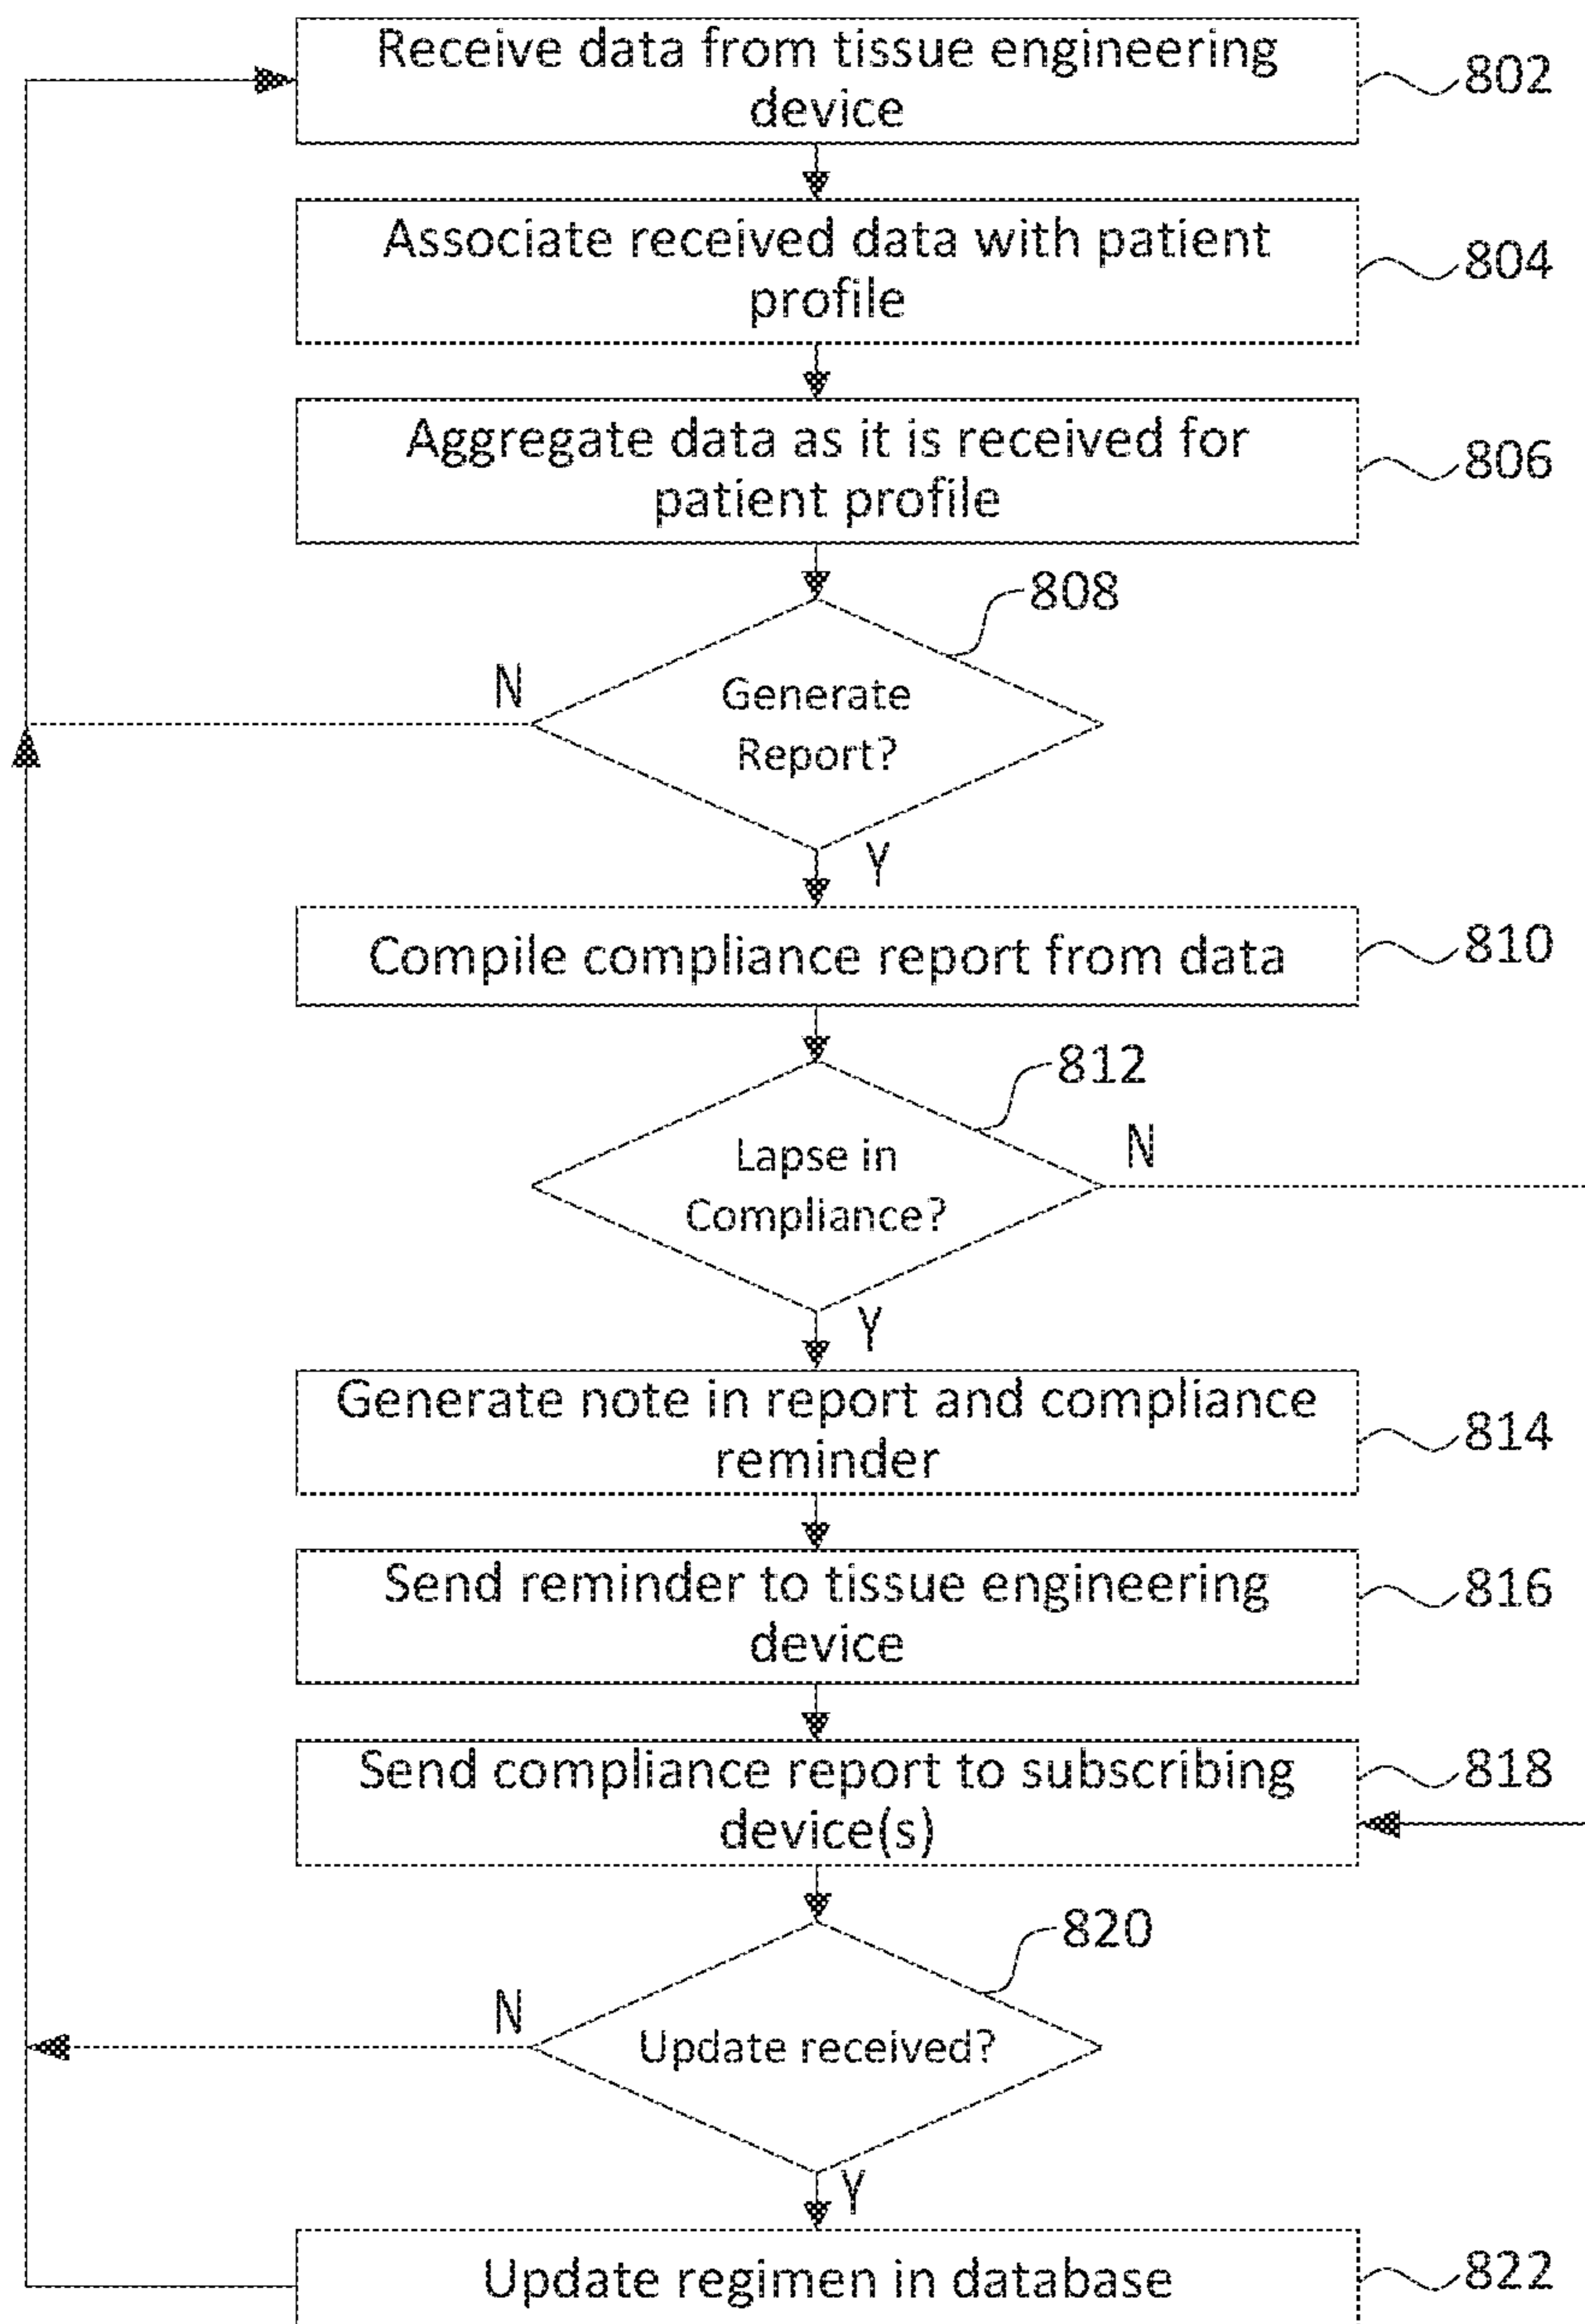 Receive data from tissue engineering
device
802
Associate received data with patient
profile
804
Aggregate data as it is received for
patient profile
806
808
N
Generate
Report?
Y
Compile compliance report from data
810
812
Lapse in
Compliance?
N
Y
Generate note in report and compliance
reminder
814
Send reminder to tissue engineering
device
816
Send compliance report to subscribing
device(s)
818
820
N
Update received?
Y
Update regimen in database
822